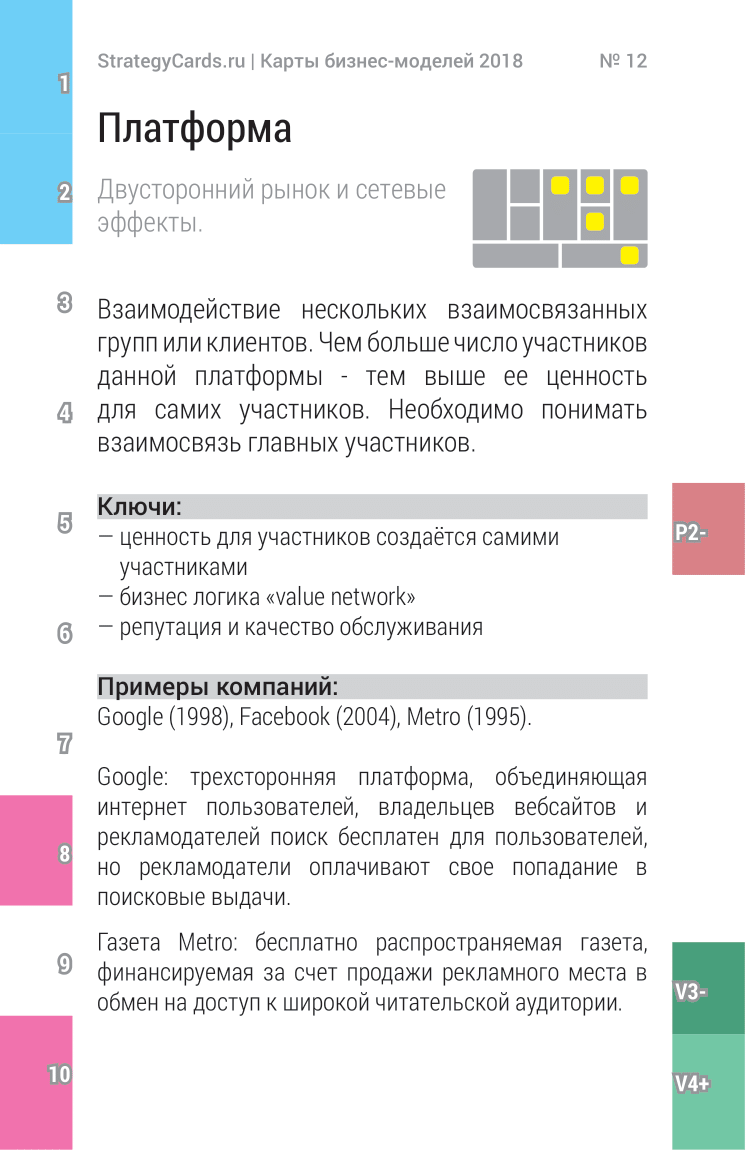 StrategyCards.ru | Карты бизнес-моделей 2018 № 12
Платформа
Двусторонний рынок и сетевые
эффекты.
Взаимодействие нескольких взаимосвязанных
групп или клиентов. Чем больше число участников
данной платформы - тем выше ее ценность
для самих участников. Необходимо понимать
взаимосвязь главных участников.
Ключи:
— ценность для участников создаётся самими
участниками
— бизнес логика «value network»
— репутация и качество обслуживания
Примеры компаний:
Google (1998), Facebook (2004), Metro (1995).
Google: трехсторонняя платформа, объединяющая
интернет пользователей, владельцев вебсайтов и
рекламодателей поиск бесплатен для пользователей,
но рекламодатели оплачивают свое попадание в
поисковые выдачи.
Газета Metro: бесплатно распространяемая газета,
финансируемая за счет продажи рекламного места в
обмен на доступ к широкой читательской аудитории.
1
2
3
4
5
6
7
8
9
10
P2-
V3-
V4+